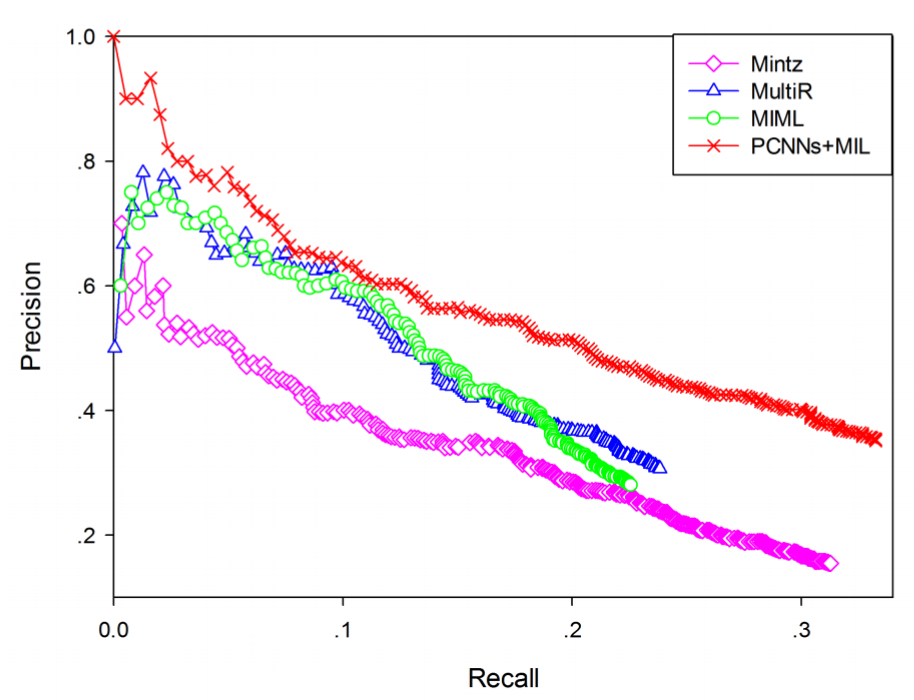 1.0
.8
.6
.4
.2
Precision
0.0
.1
.2
.3
Recall
Mintz
MultiR
MIML
PCNNs+MIL